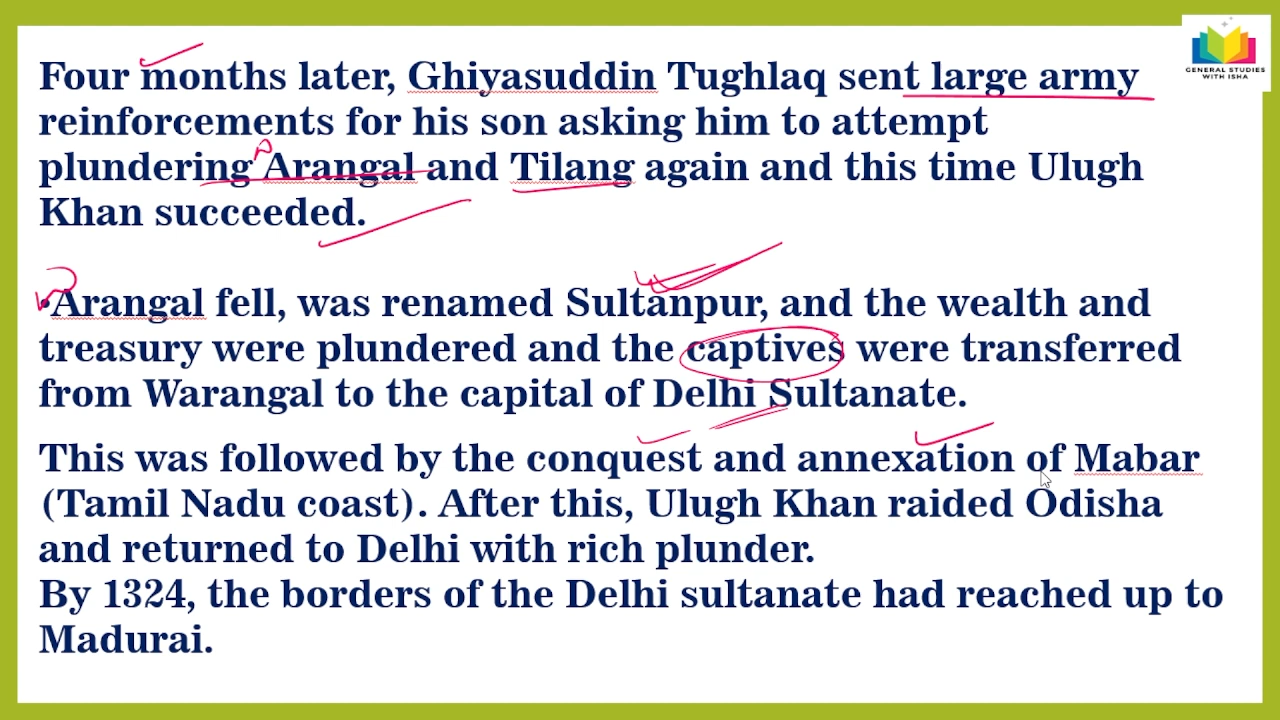 GENERAL STUDIES
WITH ISHA
Four months later, Ghiyasuddin Tughlaq sent large army
reinforcements for his son asking him to attempt
plundering Arangal and Tilang again and this time Ulugh
Khan succeeded.
•Arangal fell, was renamed Sultanpur, and the wealth and
treasury were plundered and the captives were transferred
from Warangal to the capital of Delhi Sultanate.
This was followed by the conquest and annexation of Mabar
(Tamil Nadu coast). After this, Ulugh Khan raided Odisha
and returned to Delhi with rich plunder.
By 1324, the borders of the Delhi sultanate had reached up to
Madurai.